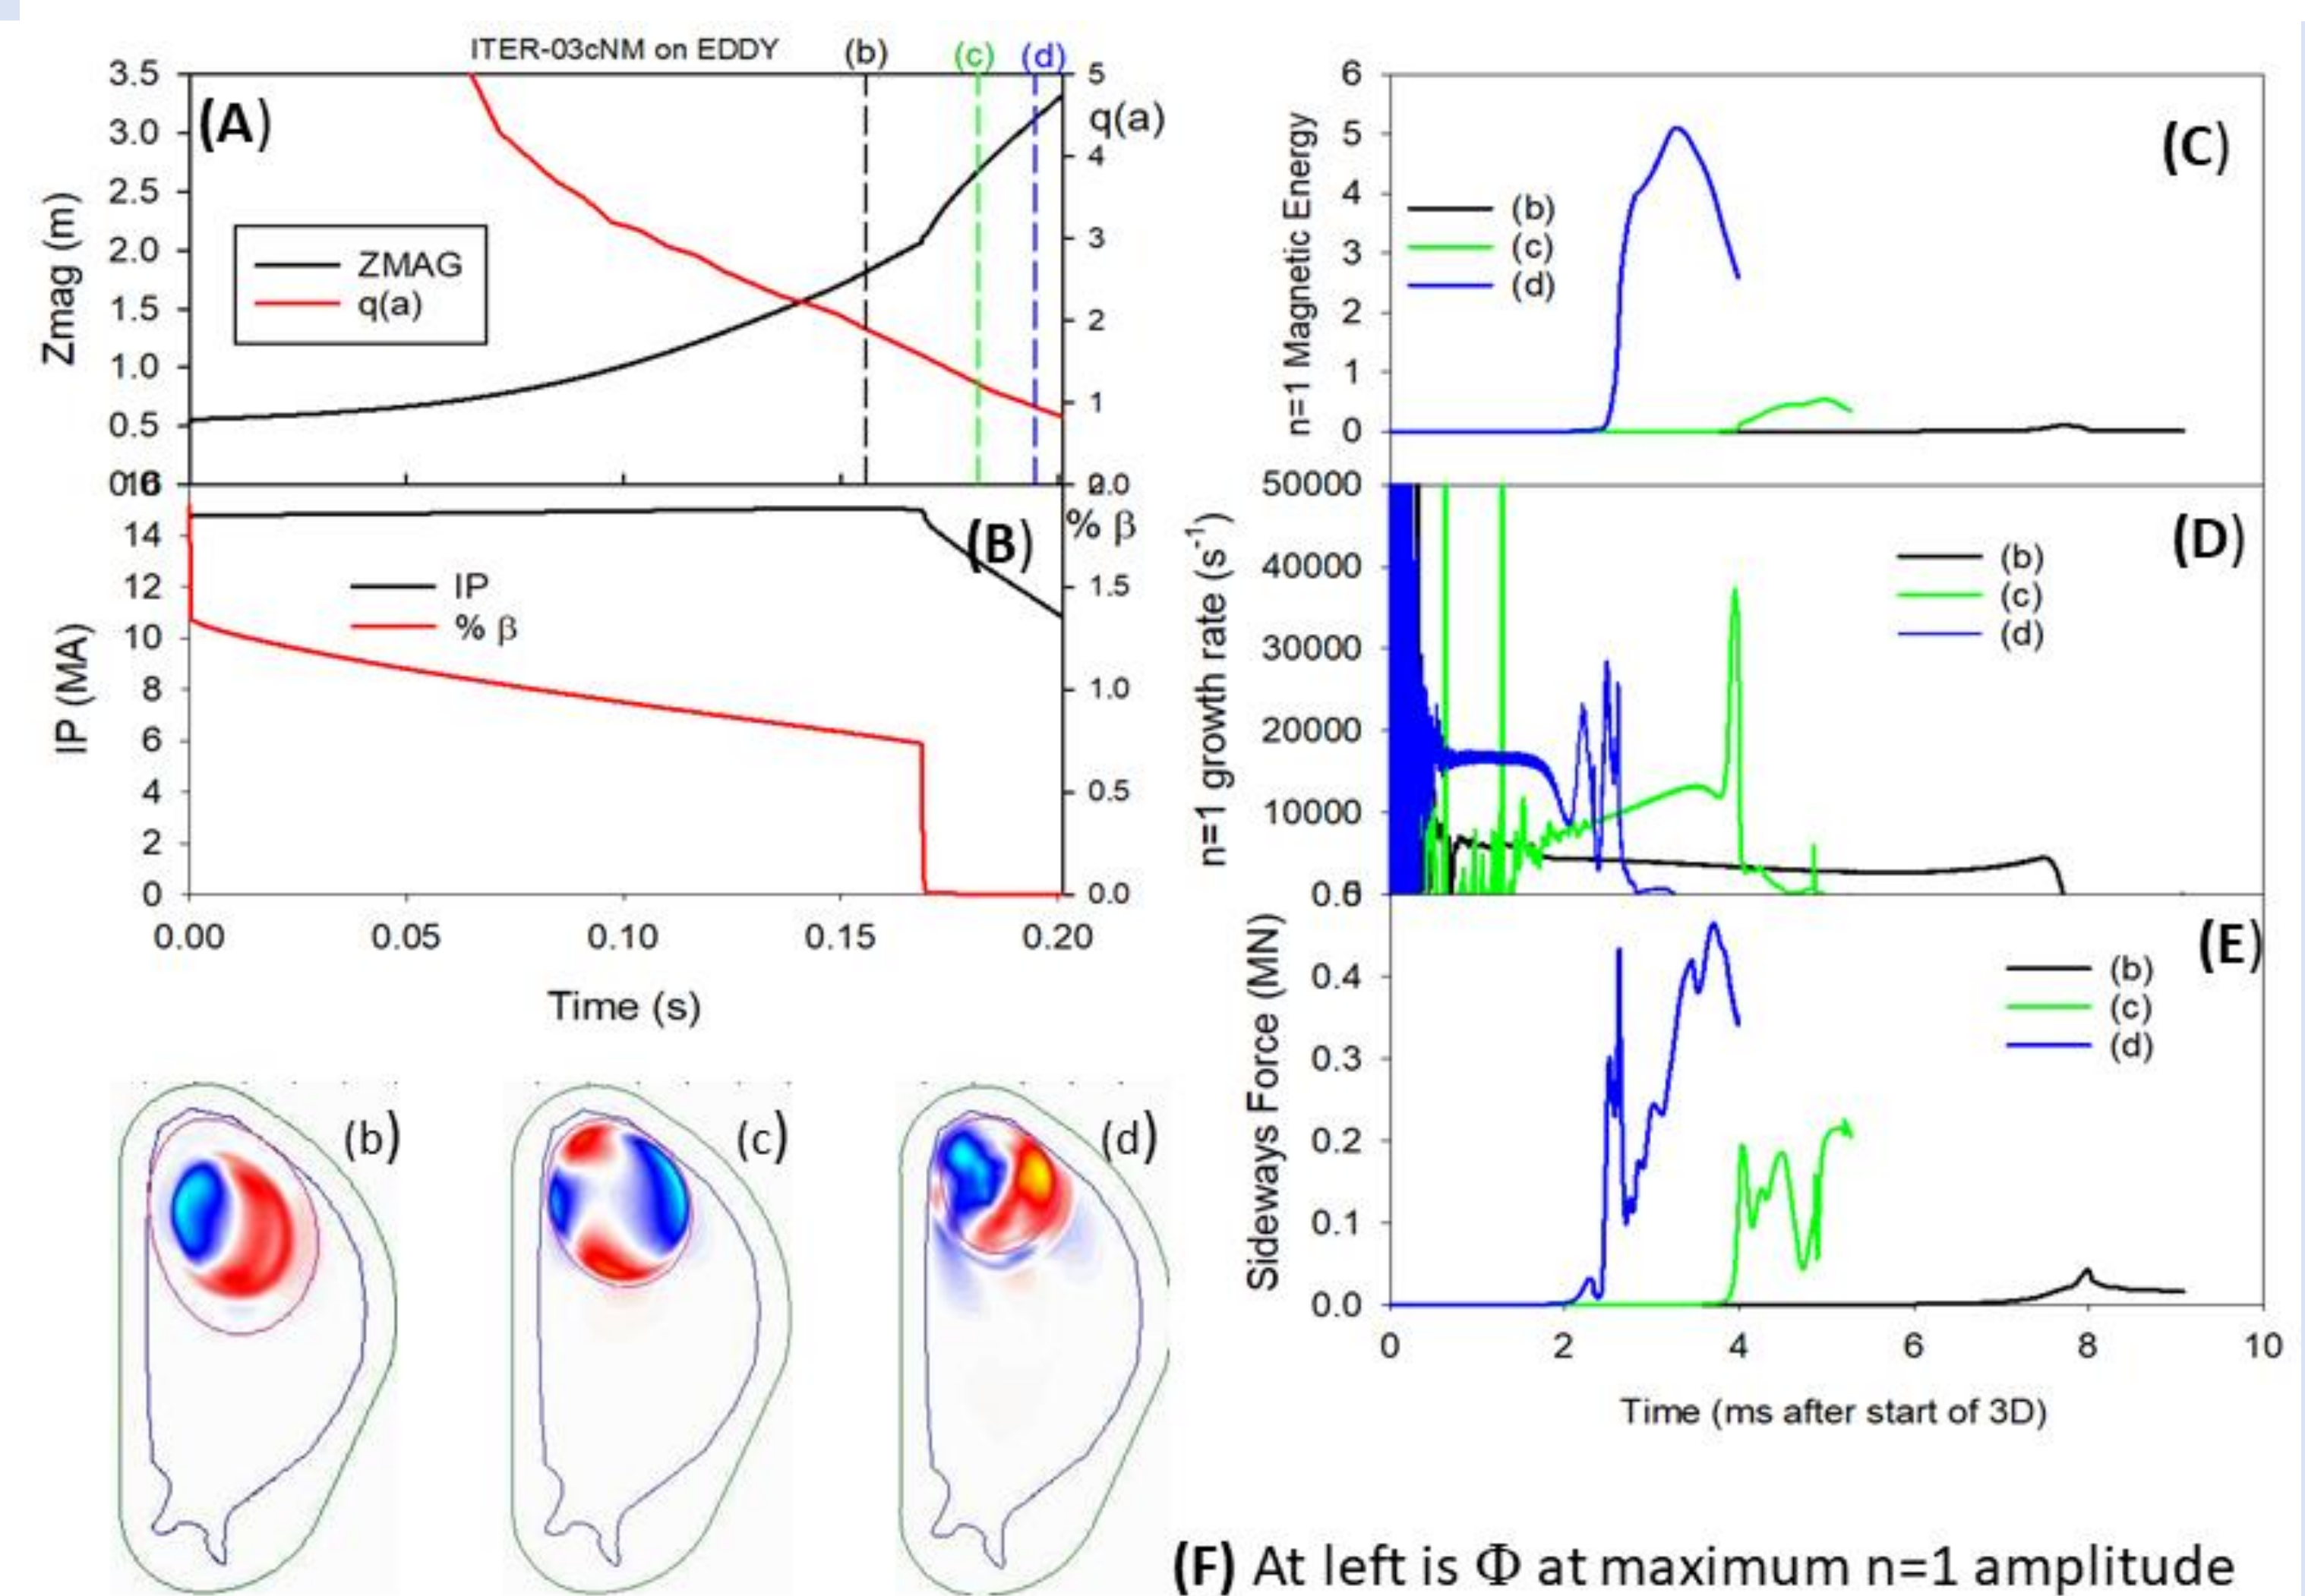 ITER-03cNM on EDDY
(b)
(c)
(d)
3.5
3.0
2.5
2.0
1.5
1.0
0.5
Zmag (m)
(A)
ZMAG
q(a)
5
4
3
2
1
q(a)
14
12
10
8
6
4
2
0
IP (MA)
IP
% β
(B)
% β
1.5
1.0
0.5
0.0
0.00
0.05
0.10
0.15
0.20
Time (s)
(b)
(c)
(d)
6
5
4
3
2
1
0
n=1 Magnetic Energy
(b)
(c)
(d)
(C)
50000
40000
30000
20000
10000
n=1 growth rate (s-1)
(b)
(c)
(d)
(D)
0.4
0.3
0.2
0.1
0.0
Sideways Force (MN)
(b)
(c)
(d)
(E)
0
2
4
6
8
10
Time (ms after start of 3D)
(F) At left is Φ at maximum n=1 amplitude